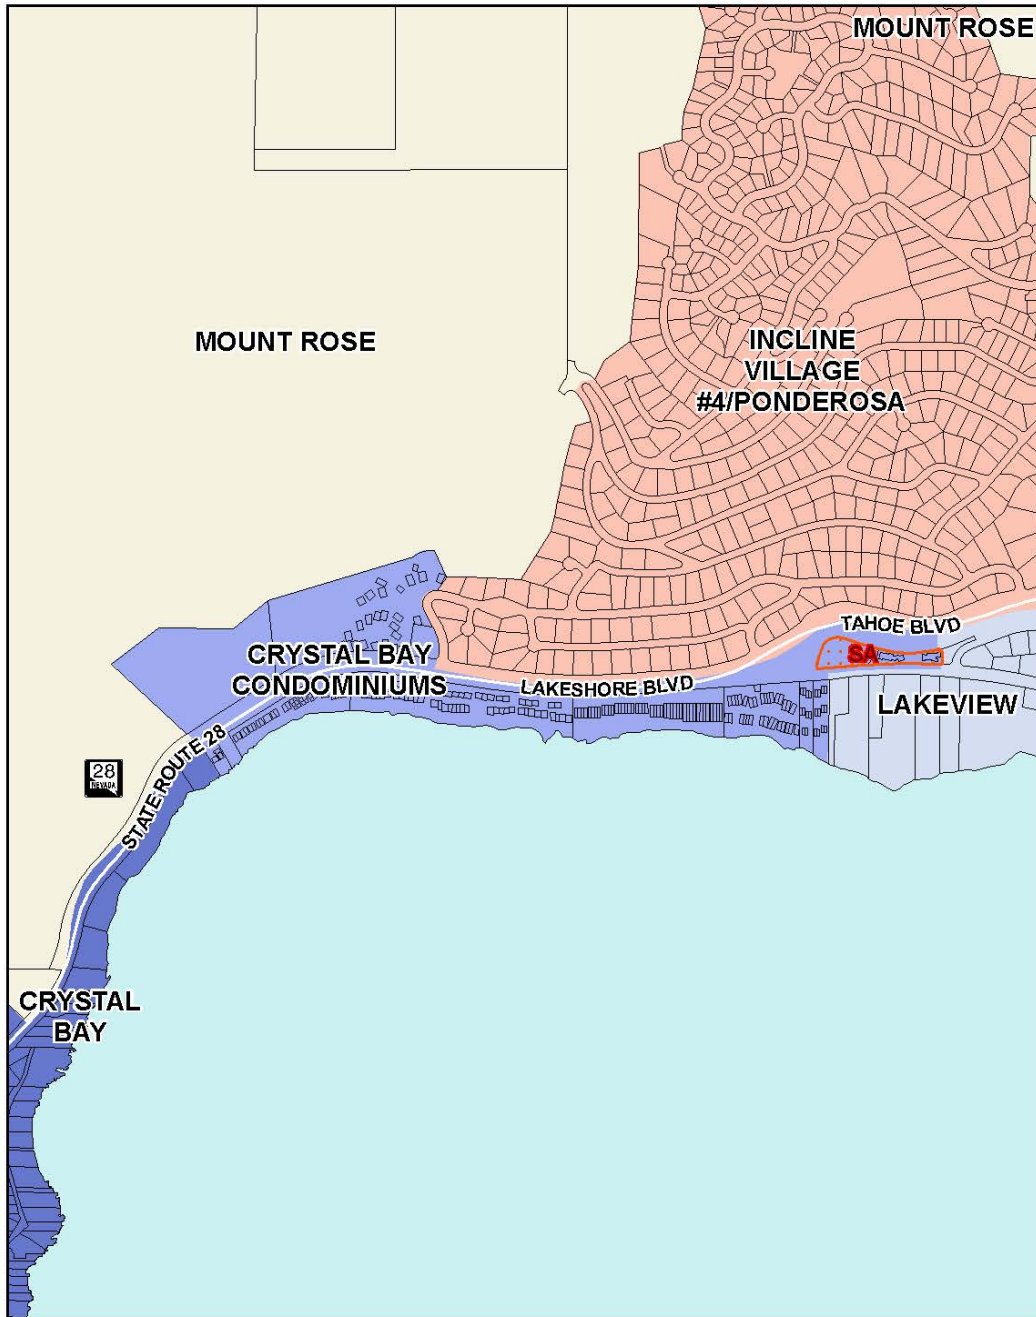 MOUNT ROSE
MOUNT ROSE
INCLINE
VILLAGE
#4/PONDEROSA
TAHOE BLVD
SA
CRYSTAL BAY
CONDOMINIUMS
LAKESHORE BLVD
LAKEVIEW
STATE ROUTE 28
28
NEVADA
CRYSTAL
BAY